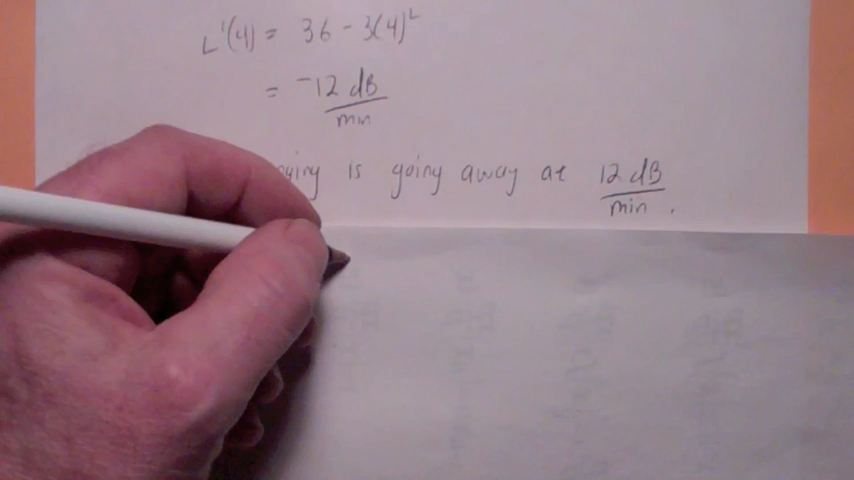 L'(4) = 36 - 3(4)²
= -12 dB/min
is going away at 12 dB/min.